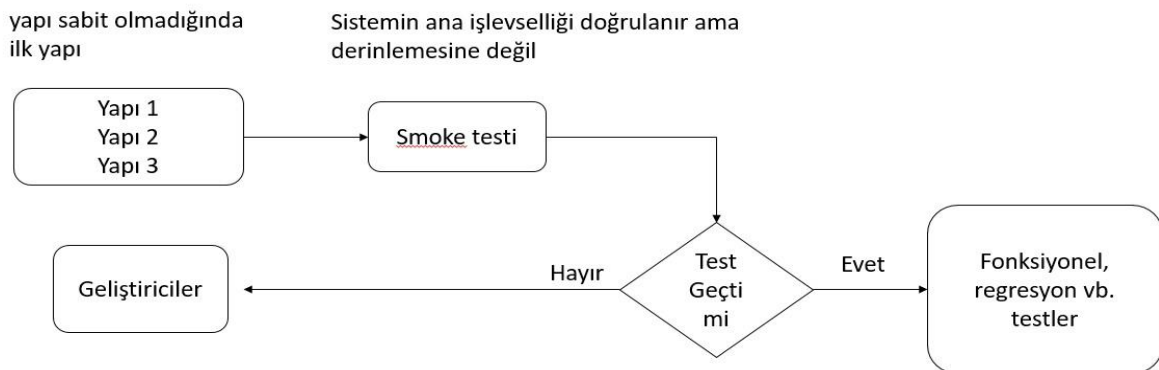 yapı sabit olmadığında
ilk yapı
Sistemin ana işlevselliği doğrulanır ama
derinlemesine değil
Yapı 1
Yapı 2
Yapı 3
Smoke testi
Geliştiriciler
Hayır
Test
Geçti
mi
Evet
Fonksiyonel,
regresyon vb.
testler